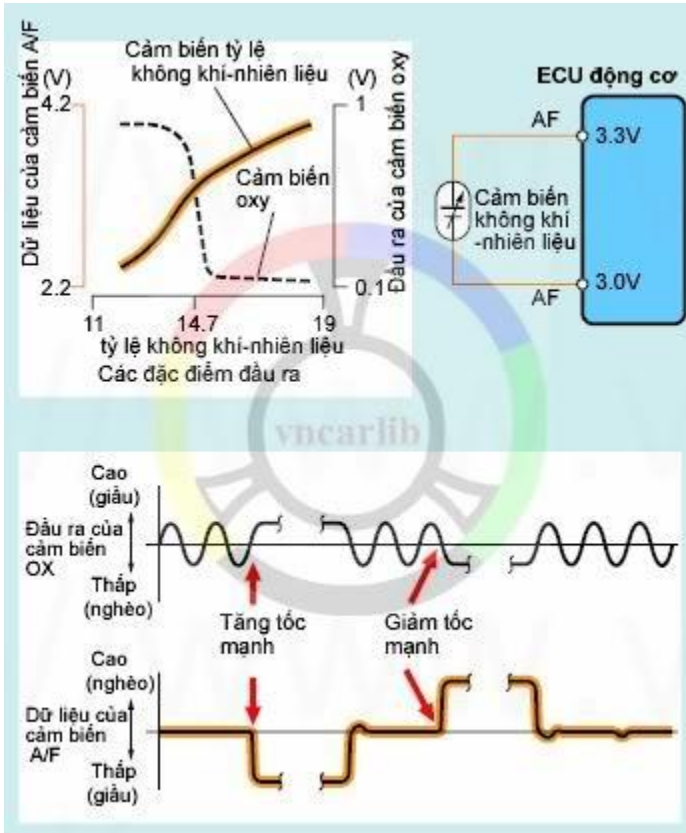 Dữ liệu của cảm biến A/F
(V)
4.2
2.2
Cảm biến tỷ lệ
không khí-nhiên liệu
Cảm biến
oxy
(V)
1
0.1
Đầu ra của cảm biến oxy
11
14.7
19
tỷ lệ không khí-nhiên liệu
Các đặc điểm đầu ra
ECU động cơ
AF
3.3V
Cảm biến
không khí
-nhiên liệu
AF
3.0V
vncarlib
Cao
(giầu)
Đầu ra của
cảm biến
OX
Thấp
(nghèo)
Tăng tốc
mạnh
Giảm tốc
mạnh
Cao
(nghèo)
Dữ liệu của
cảm biến
A/F
Thấp
(giầu)